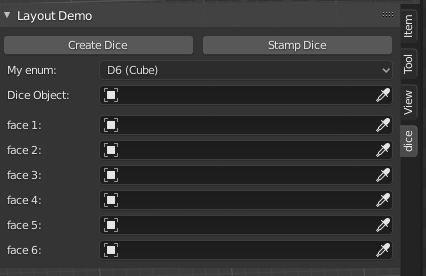 Layout Demo
Create Dice
Stamp Dice
My enum:
D6 (Cube)
Dice Object:
face 1:
face 2:
face 3:
face 4:
face 5:
face 6:
Item
Tool
View
dice